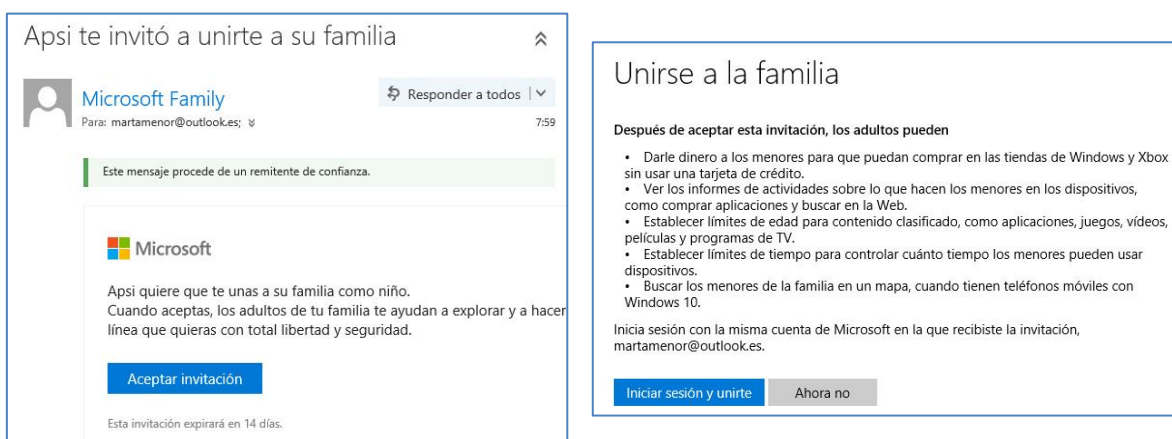 Apsi te invitó a unirte a su familia
Microsoft Family
Responder a todos
Para: martamenor@outlook.es;
7:59
Este mensaje procede de un remitente de confianza.
Microsoft
Apsi quiere que te unas a su familia como niño.
Cuando aceptas, los adultos de tu familia te ayudan a explorar y a hacer
línea que quieras con total libertad y seguridad.
Aceptar invitación
Esta invitación expirará en 14 días.
Unirse a la familia
Después de aceptar esta invitación, los adultos pueden
• Darle dinero a los menores para que puedan comprar en las tiendas de Windows y Xbox
sin usar una tarjeta de crédito.
• Ver los informes de actividades sobre lo que hacen los menores en los dispositivos,
como comprar aplicaciones y buscar en la Web.
• Establecer límites de edad para contenido clasificado, como aplicaciones, juegos, vídeos,
películas y programas de TV.
• Establecer límites de tiempo para controlar cuánto tiempo los menores pueden usar
dispositivos.
• Buscar los menores de la familia en un mapa, cuando tienen teléfonos móviles con
Windows 10.
Inicia sesión con la misma cuenta de Microsoft en la que recibiste la invitación,
martamenor@outlook.es.
Iniciar sesión y unirte
Ahora no